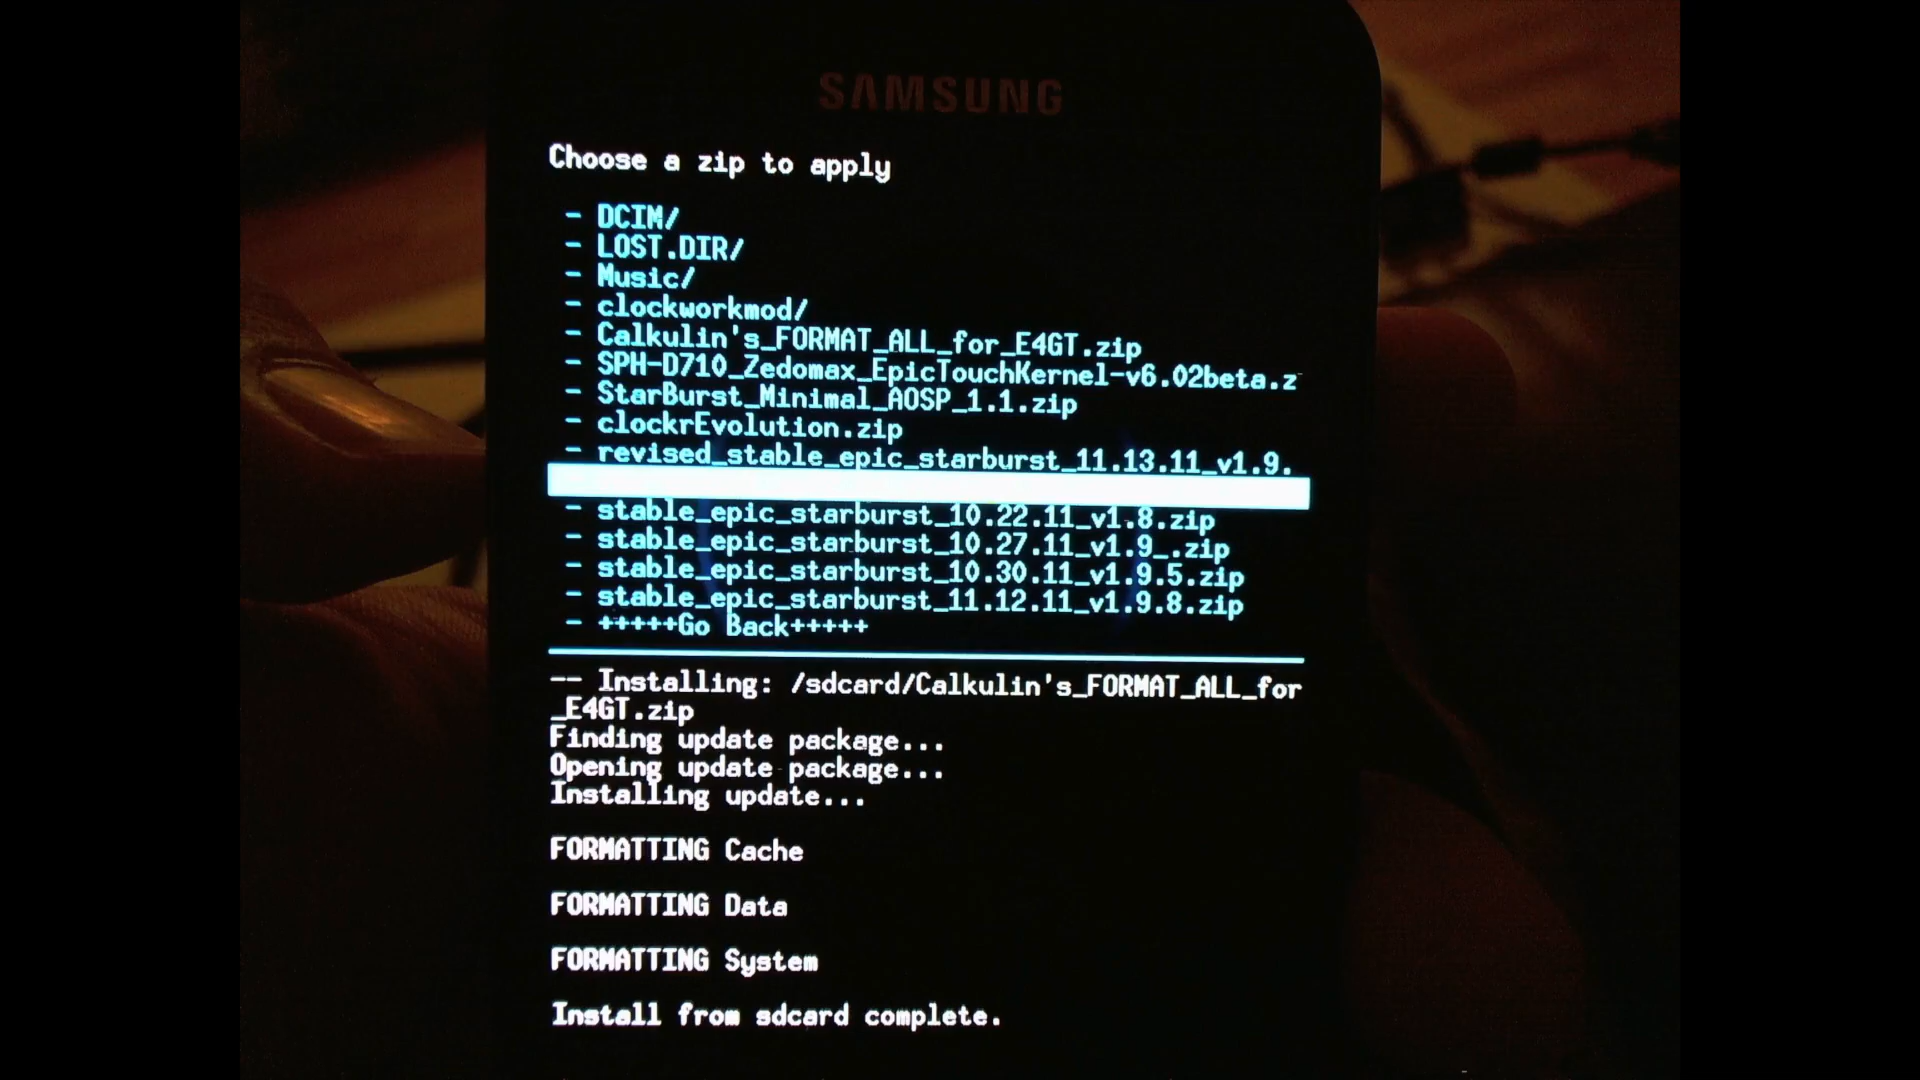 SAMSUNG
Choose a zip to apply
- DCIM/
- LOST.DIR/
- Music/
- clockworkmod/
- Calkulin's_FORMAT_ALL_for_E4GT.zip
- SPH-D710_Zedomax_EpicTouchKernel-v6.02beta.z
- StarBurst_Minimal_AOSP_1.1.zip
- clockrEvolution.zip
- revised_stable_epic_starburst_11.13.11_v1.9.
- stable_epic_starburst_10.22.11_v1.8.zip
- stable_epic_starburst_10.27.11_v1.9_.zip
- stable_epic_starburst_10.30.11_v1.9.5.zip
- stable_epic_starburst_11.12.11_v1.9.8.zip
- +++++Go Back+++++
-- Installing: /sdcard/Calkulin's_FORMAT_ALL_for
_E4GT.zip
Finding update package...
Opening update package...
Installing update...
FORMATTING Cache
FORMATTING Data
FORMATTING System
Install from sdcard complete.